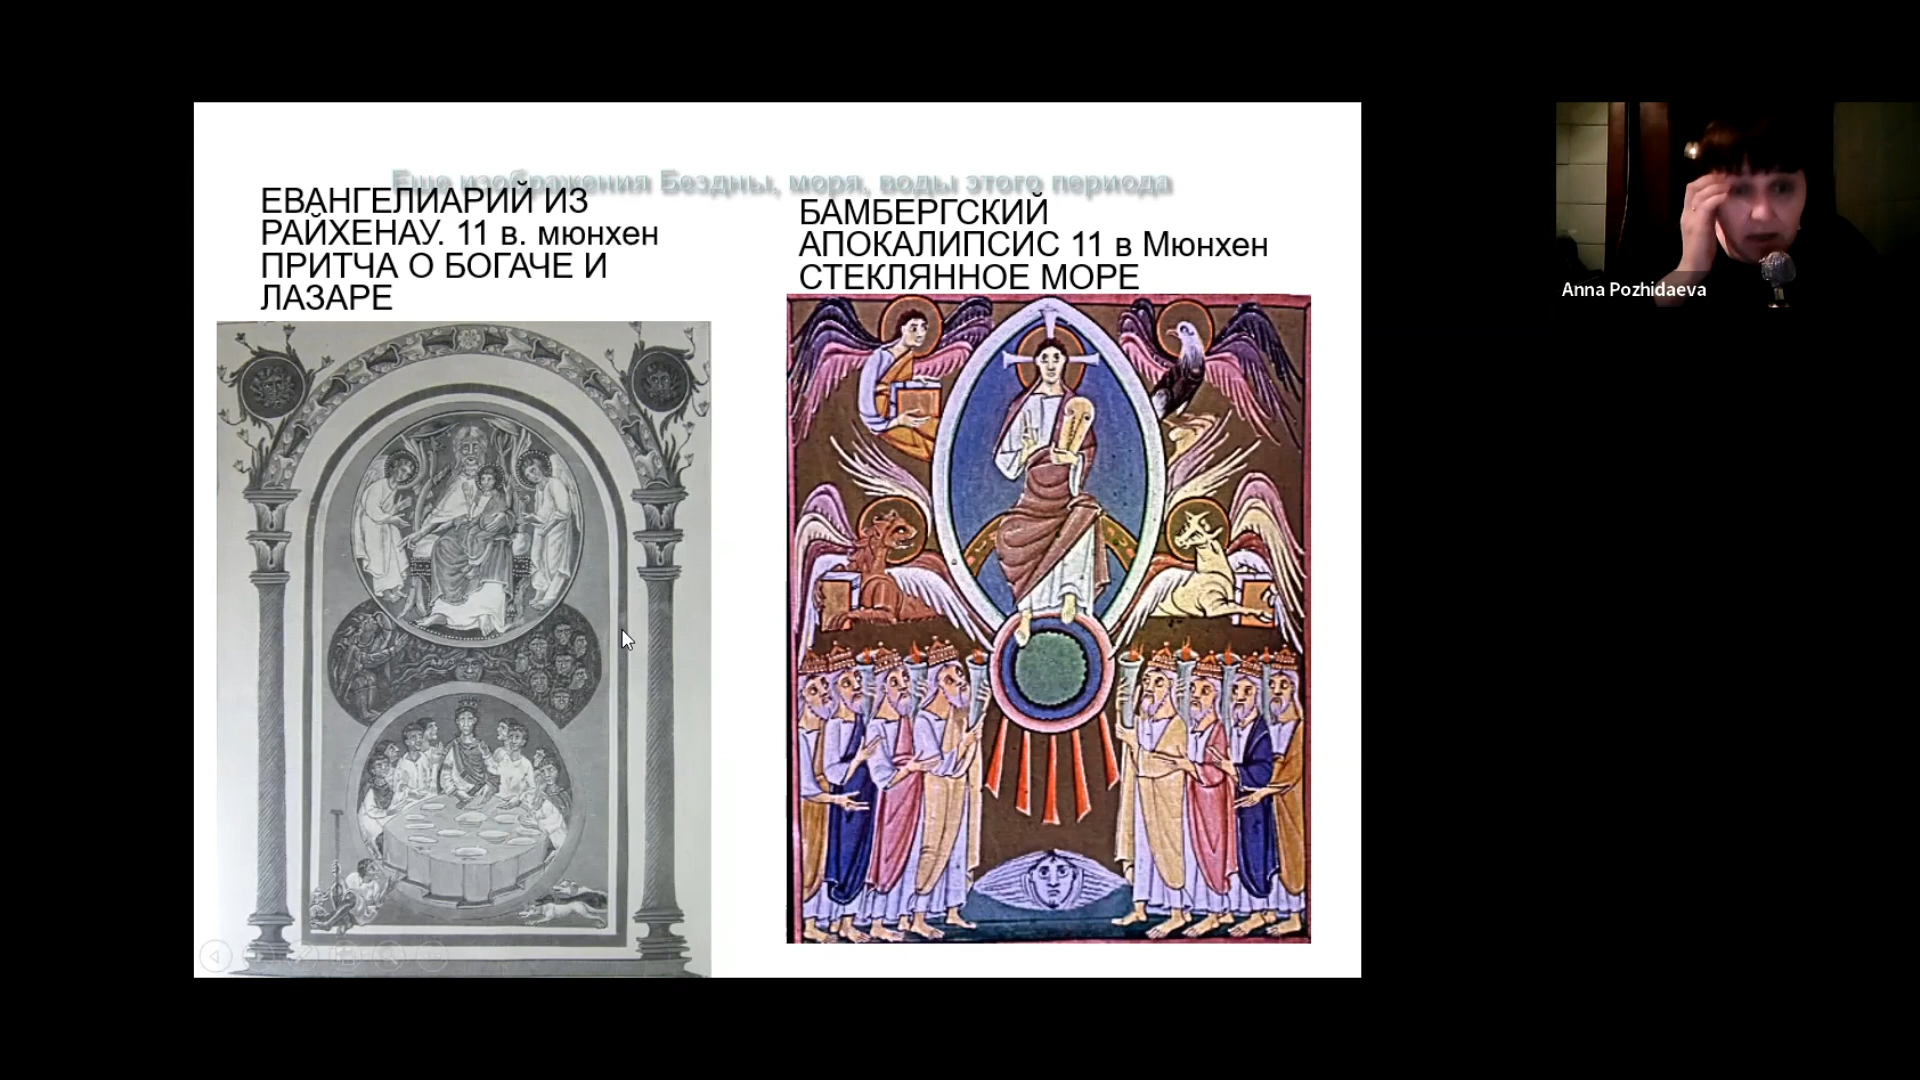 Еще изображения Бездны, моря, воды этого периода
ЕВАНГЕЛИАРИЙ ИЗ
РАЙХЕНАУ. 11 в. мюнхен
ПРИТЧА О БОГАЧЕ И
ЛАЗАРЕ
БАМБЕРГСКИЙ
АПОКАЛИПСИС 11 в Мюнхен
СТЕКЛЯННОЕ МОРЕ
Anna Pozhidaeva